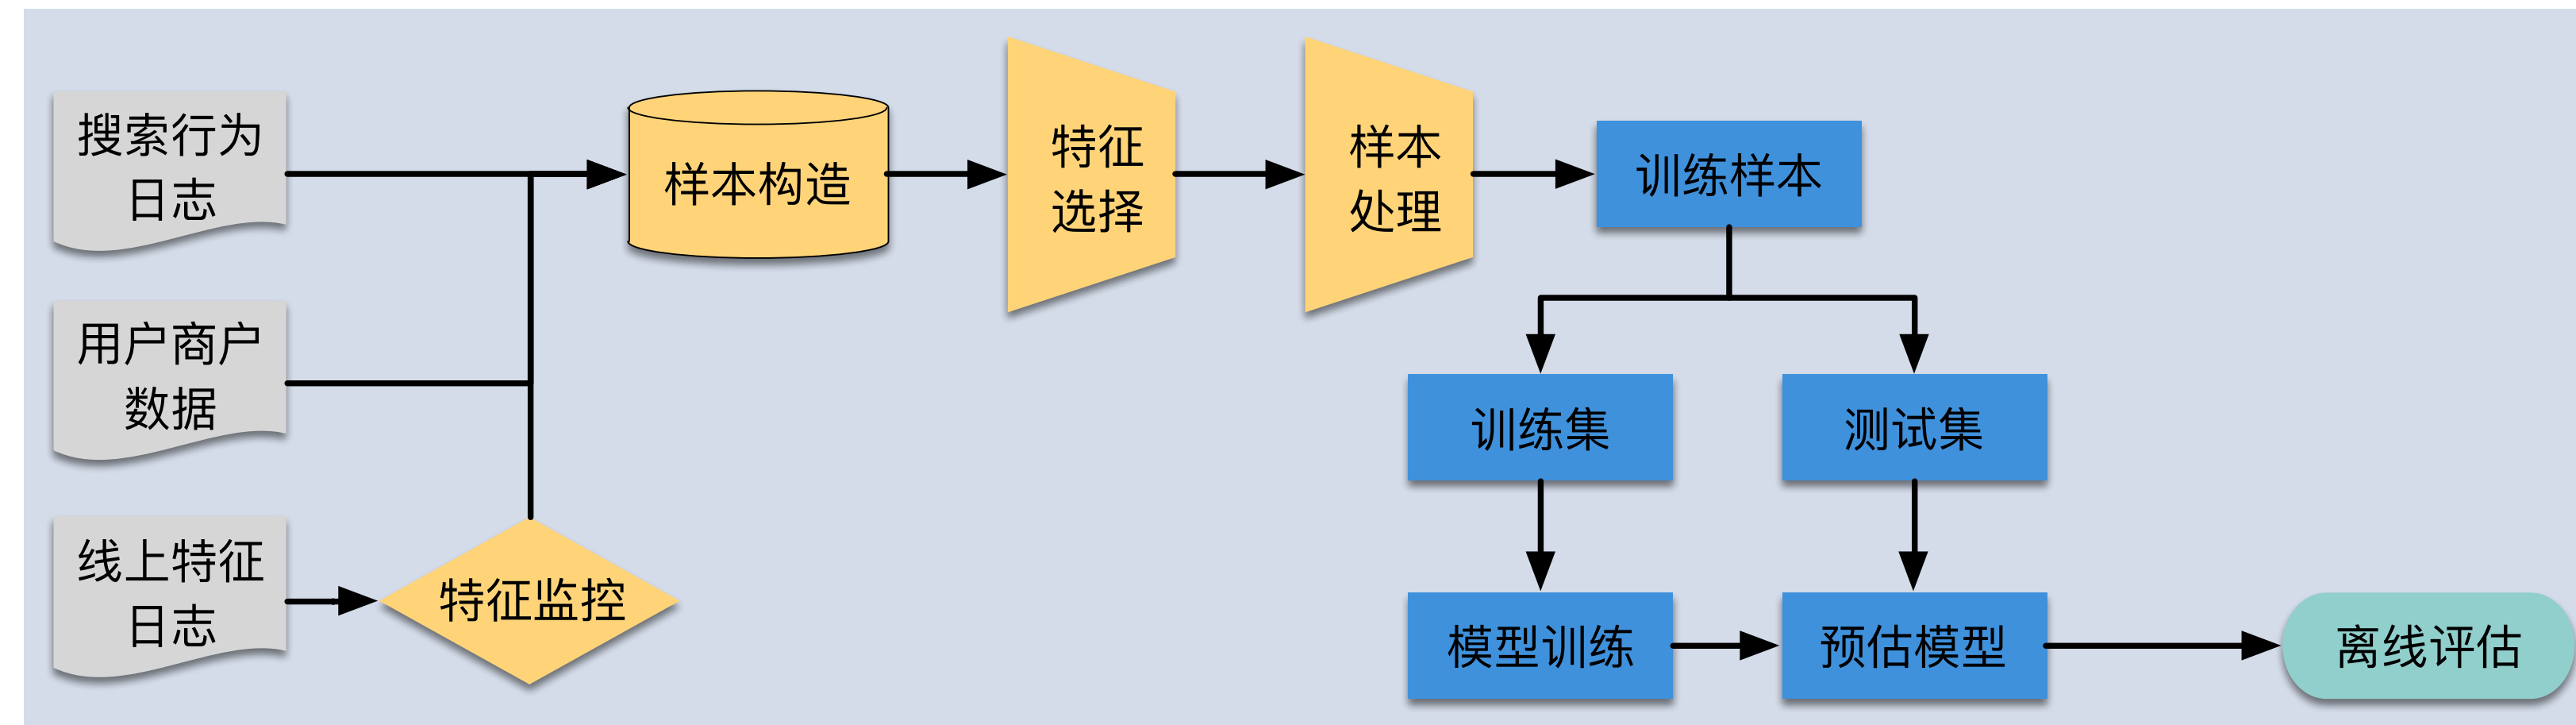 搜索行为
日志
样本构造
特征
选择
样本
处理
训练样本
用户商户
数据
训练集
测试集
线上特征
日志
特征监控
模型训练
预估模型
离线评估